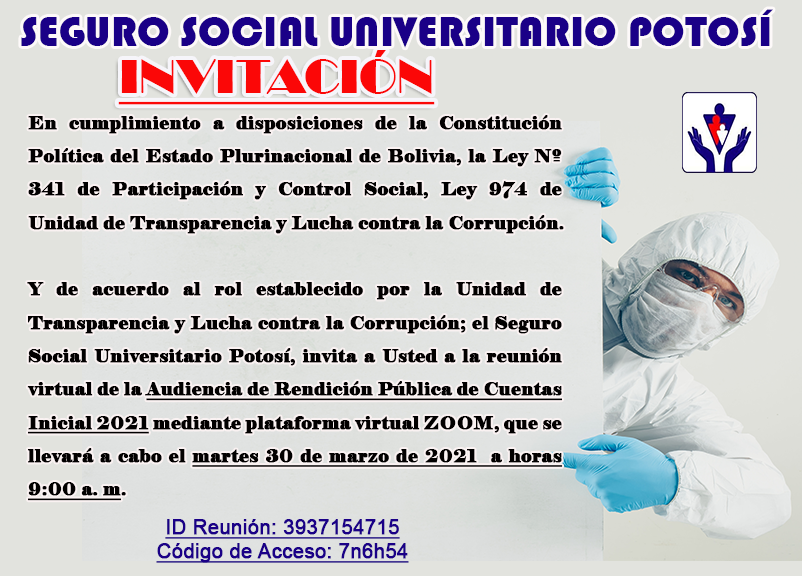 SEGURO SOCIAL UNIVERSITARIO POTOSÍ
INVITACIÓN
En cumplimiento a disposiciones de la Constitución
Política del Estado Plurinacional de Bolivia, la Ley Nº
341 de Participación y Control Social, Ley 974 de
Unidad de Transparencia y Lucha contra la Corrupción.
Y de acuerdo al rol establecido por la Unidad de
Transparencia y Lucha contra la Corrupción; el Seguro
Social Universitario Potosí, invita a Usted a la reunión
virtual de la Audiencia de Rendición Pública de Cuentas
Inicial 2021 mediante plataforma virtual ZOOM, que se
llevará a cabo el martes 30 de marzo de 2021 a horas
9:00 a. m.
ID Reunión: 3937154715
Código de Acceso: 7n6h54